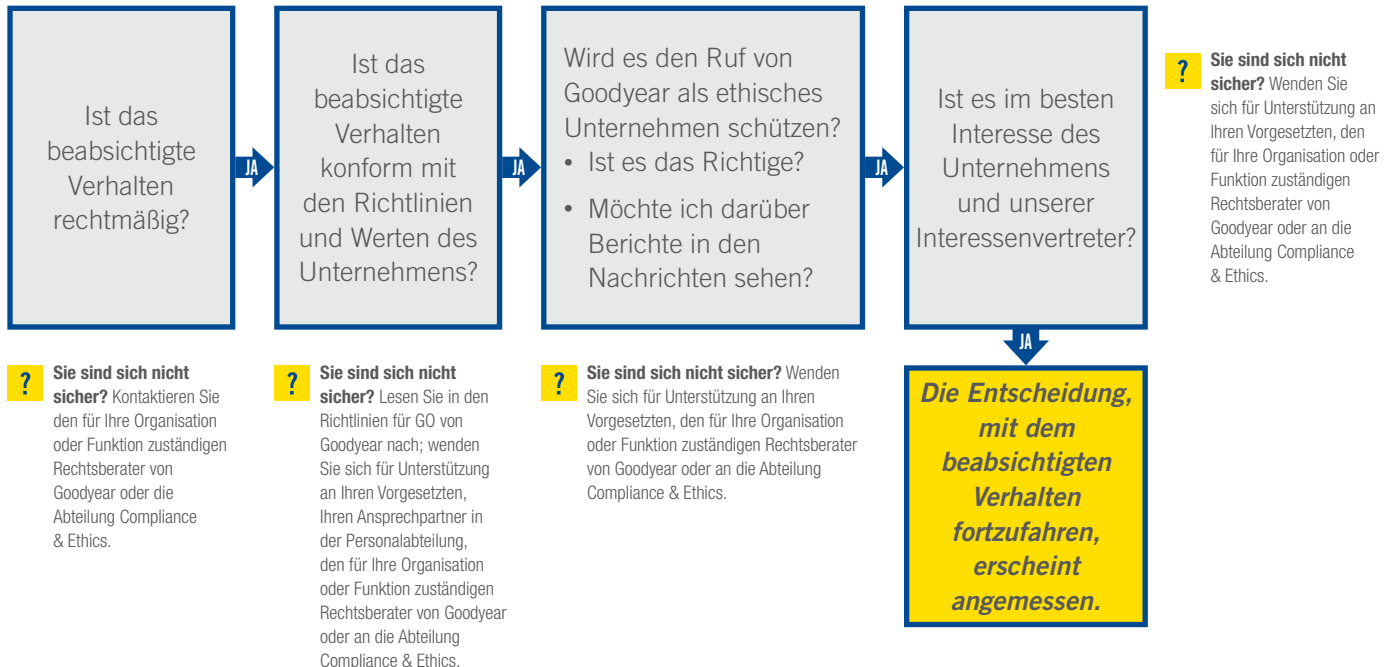 Ist das
beabsichtigte
Verhalten
rechtmäßig?
JA
Ist das
beabsichtigte
Verhalten
konform mit
den Richtlinien
und Werten des
Unternehmens?
JA
Wird es den Ruf von
Goodyear als ethisches
Unternehmen schützen?
• Ist es das Richtige?
• Möchte ich darüber
Berichte in den
Nachrichten sehen?
JA
Ist es im besten
Interesse des
Unternehmens
und unserer
Interessenvertreter?
?
Sie sind sich nicht
sicher? Wenden Sie
sich für Unterstützung an
Ihren Vorgesetzten, den
für Ihre Organisation oder
Funktion zuständigen
Rechtsberater von
Goodyear oder an die
Abteilung Compliance
& Ethics.
JA
?
Sie sind sich nicht
sicher? Kontaktieren Sie
den für Ihre Organisation
oder Funktion zuständigen
Rechtsberater von
Goodyear oder die
Abteilung Compliance
& Ethics.
?
Sie sind sich nicht
sicher? Lesen Sie in den
Richtlinien für GO von
Goodyear nach; wenden
Sie sich für Unterstützung
an Ihren Vorgesetzten,
Ihren Ansprechpartner in
der Personalabteilung,
den für Ihre Organisation
oder Funktion zuständigen
Rechtsberater von Goodyear
oder an die Abteilung
Compliance & Ethics.
?
Sie sind sich nicht sicher? Wenden
Sie sich für Unterstützung an Ihren
Vorgesetzten, den für Ihre Organisation
oder Funktion zuständigen Rechtsberater
von Goodyear oder an die Abteilung
Compliance & Ethics.
Die Entscheidung,
mit dem
beabsichtigten
Verhalten
fortzufahren,
erscheint
angemessen.